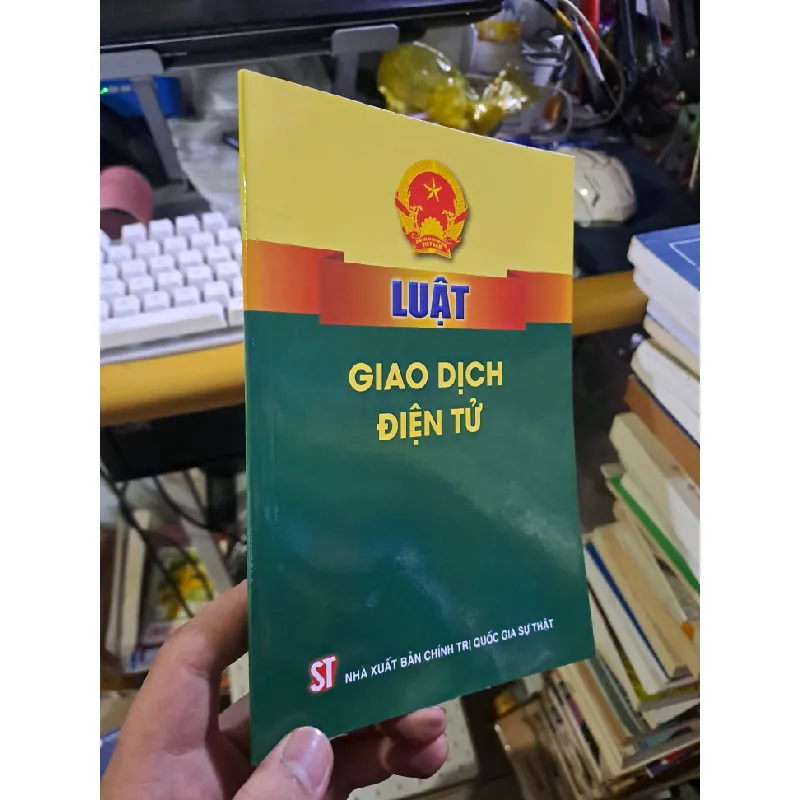 LUẬT
GIAO DỊCH
ĐIỆN TỬ
ST NHÀ XUẤT BẢN CHÍNH TRỊ QUỐC GIA SỰ THẬT